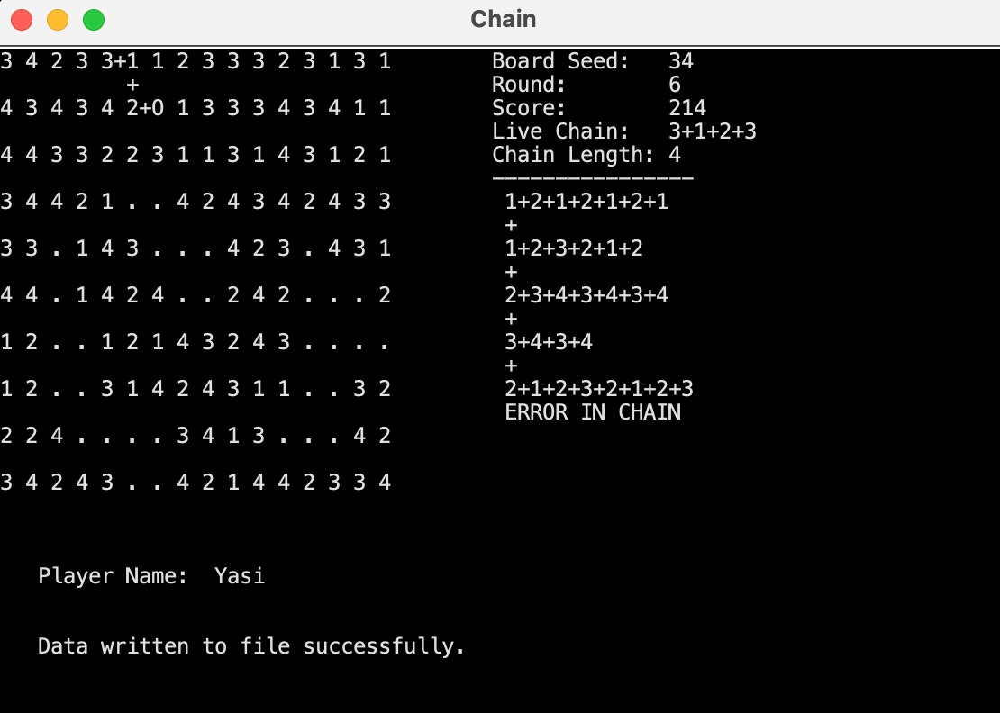 Chain
3 4 2 3 3+1 1 2 3 3 3 2 3 1 3 1
+
4 3 4 3 4 2+0 1 3 3 3 4 3 4 1 1
4 4 3 3 2 2 3 1 1 3 1 4 3 1 2 1
3 4 4 2 1 . . 4 2 4 3 4 2 4 3 3
3 3 . 1 4 3 . . . 4 2 3 . 4 3 1
4 4 . 1 4 2 4 . . 2 4 2 . . . 2
1 2 . . 1 2 1 4 3 2 4 3 . . . .
1 2 . . 3 1 4 2 4 3 1 1 . . 3 2
2 2 4 . . . . 3 4 1 3 . . . 4 2
3 4 2 4 3 . . 4 2 1 4 4 2 3 3 4
Board Seed: 34
Round: 6
Score: 214
Live Chain: 3+1+2+3
Chain Length: 4
----------------
1+2+1+2+1+2+1
+
1+2+3+2+1+2
+
2+3+4+3+4+3+4
+
3+4+3+4
+
2+1+2+3+2+1+2+3
ERROR IN CHAIN
Player Name: Yasi
Data written to file successfully.